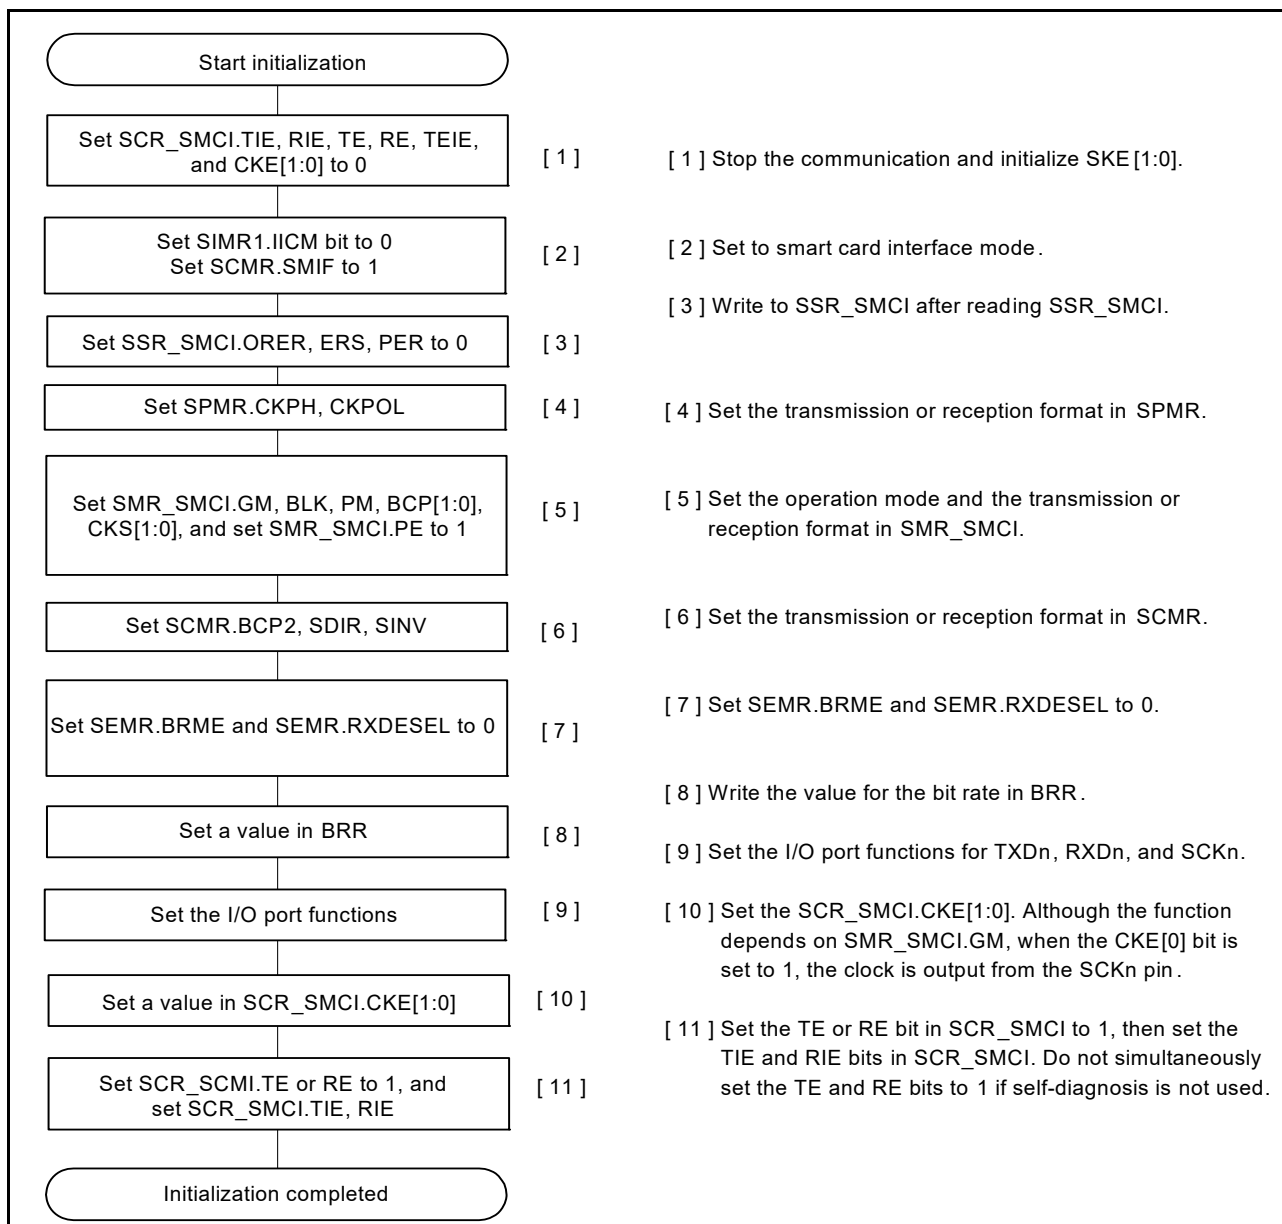 Start initialization
Set SCR_SMCI.TIE, RIE, TE, RE, TEIE,
and CKE[1:0] to 0
[ 1 ]
[ 1 ] Stop the communication and initialize SKE[1:0].
Set SIMR1.IICM bit to 0
Set SCMR.SMIF to 1
[ 2 ]
[ 2 ] Set to smart card interface mode.
[ 3 ] Write to SSR_SMCI after reading SSR_SMCI.
Set SSR_SMCI.ORER, ERS, PER to 0
[ 3 ]
Set SPMR.CKPH, CKPOL
[ 4 ]
[ 4 ] Set the transmission or reception format in SPMR.
Set SMR_SMCI.GM, BLK, PM, BCP[1:0],
CKS[1:0], and set SMR_SMCI.PE to 1
[ 5 ]
[ 5 ] Set the operation mode and the transmission or
reception format in SMR_SMCI.
Set SCMR.BCP2, SDIR, SINV
[ 6 ]
[ 6 ] Set the transmission or reception format in SCMR.
Set SEMR.BRME and SEMR.RXDESEL to 0
[ 7 ]
[ 7 ] Set SEMR.BRME and SEMR.RXDESEL to 0.
[ 8 ] Write the value for the bit rate in BRR.
Set a value in BRR
[ 8 ]
[ 9 ] Set the I/O port functions for TXDn, RXDn, and SCKn.
Set the I/O port functions
[ 9 ]
[ 10 ] Set the SCR_SMCI.CKE[1:0]. Although the function
depends on SMR_SMCI.GM, when the CKE[0] bit is
set to 1, the clock is output from the SCKn pin.
Set a value in SCR_SMCI.CKE[1:0]
[ 10 ]
[ 11 ] Set the TE or RE bit in SCR_SMCI to 1, then set the
TIE and RIE bits in SCR_SMCI. Do not simultaneously
set the TE and RE bits to 1 if self-diagnosis is not used.
Set SCR_SCMI.TE or RE to 1, and
set SCR_SMCI.TIE, RIE
[ 11 ]
Initialization completed